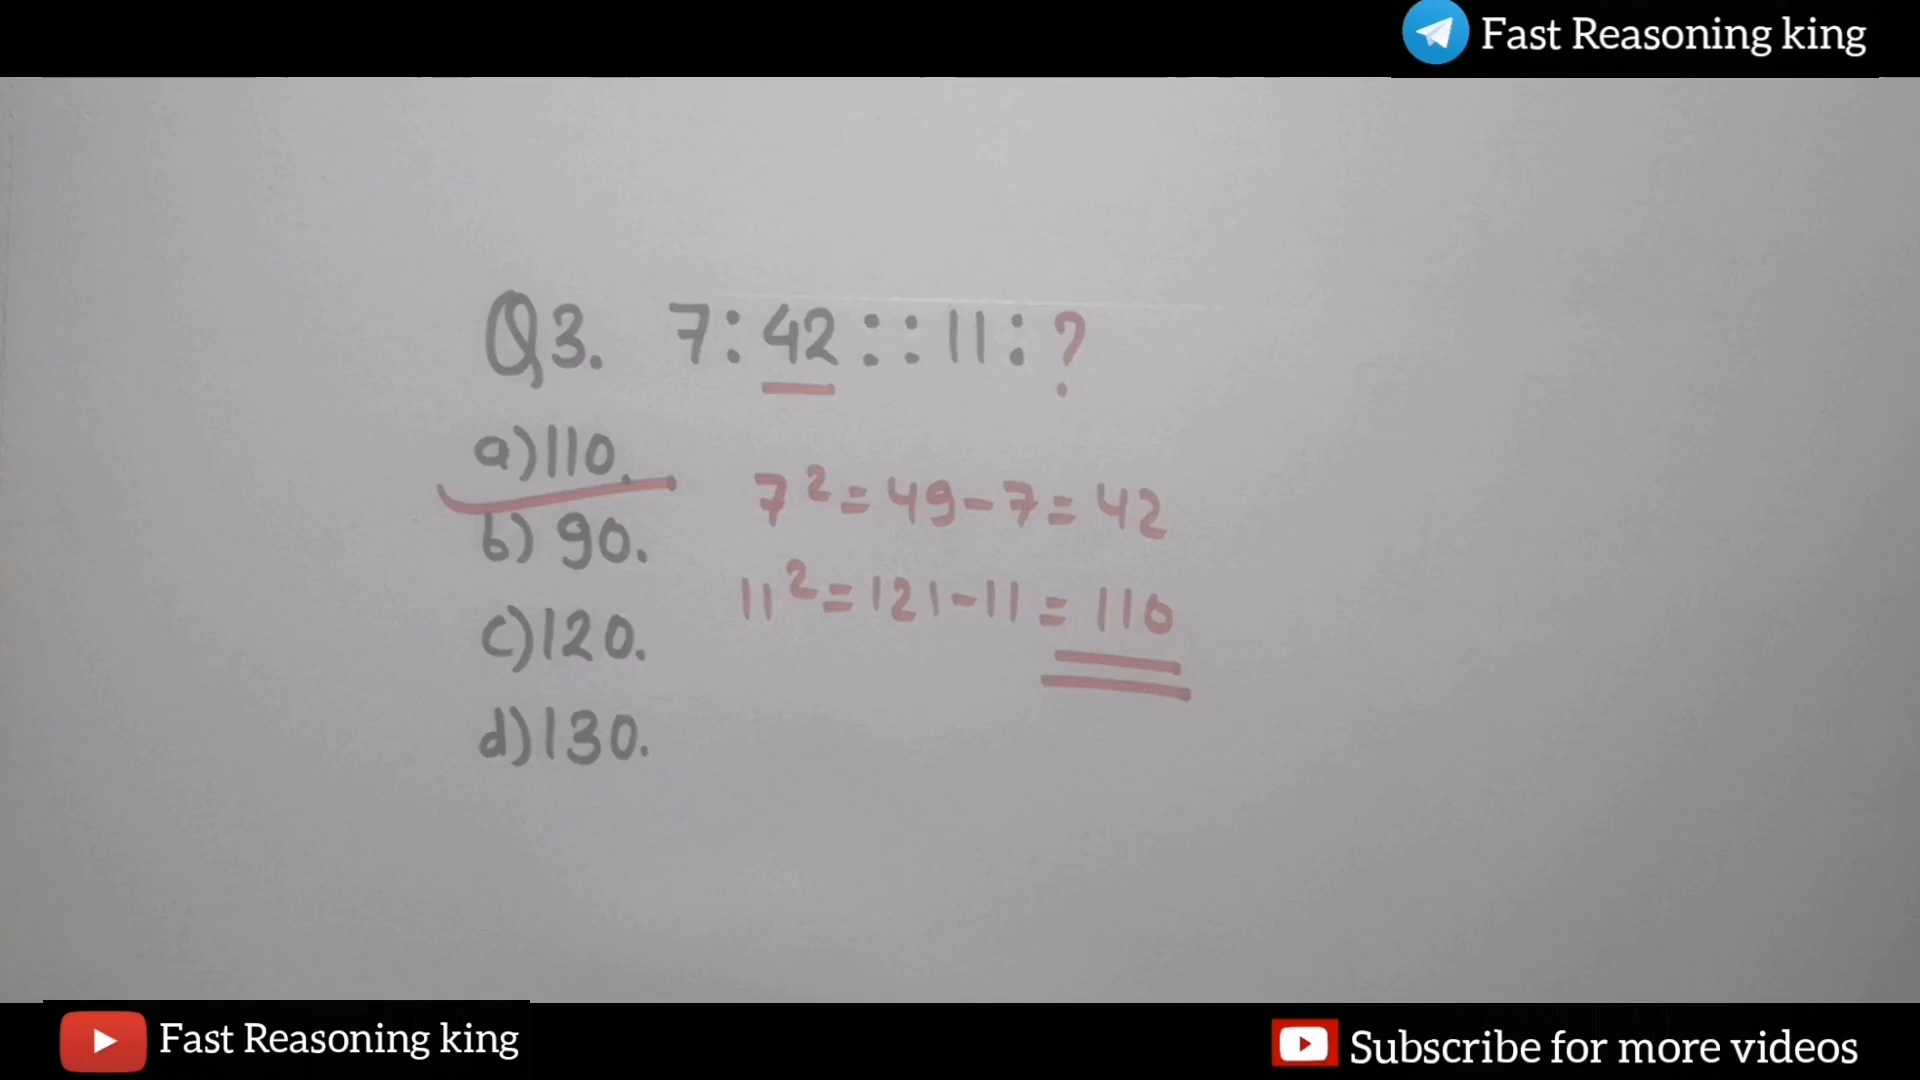 Fast Reasoning king
Q3. 7:42::11:?
a)110.
b) 90.
c)120.
d)130.
7²=49-7=42
11²=121-11=110
Fast Reasoning king
Subscribe for more videos